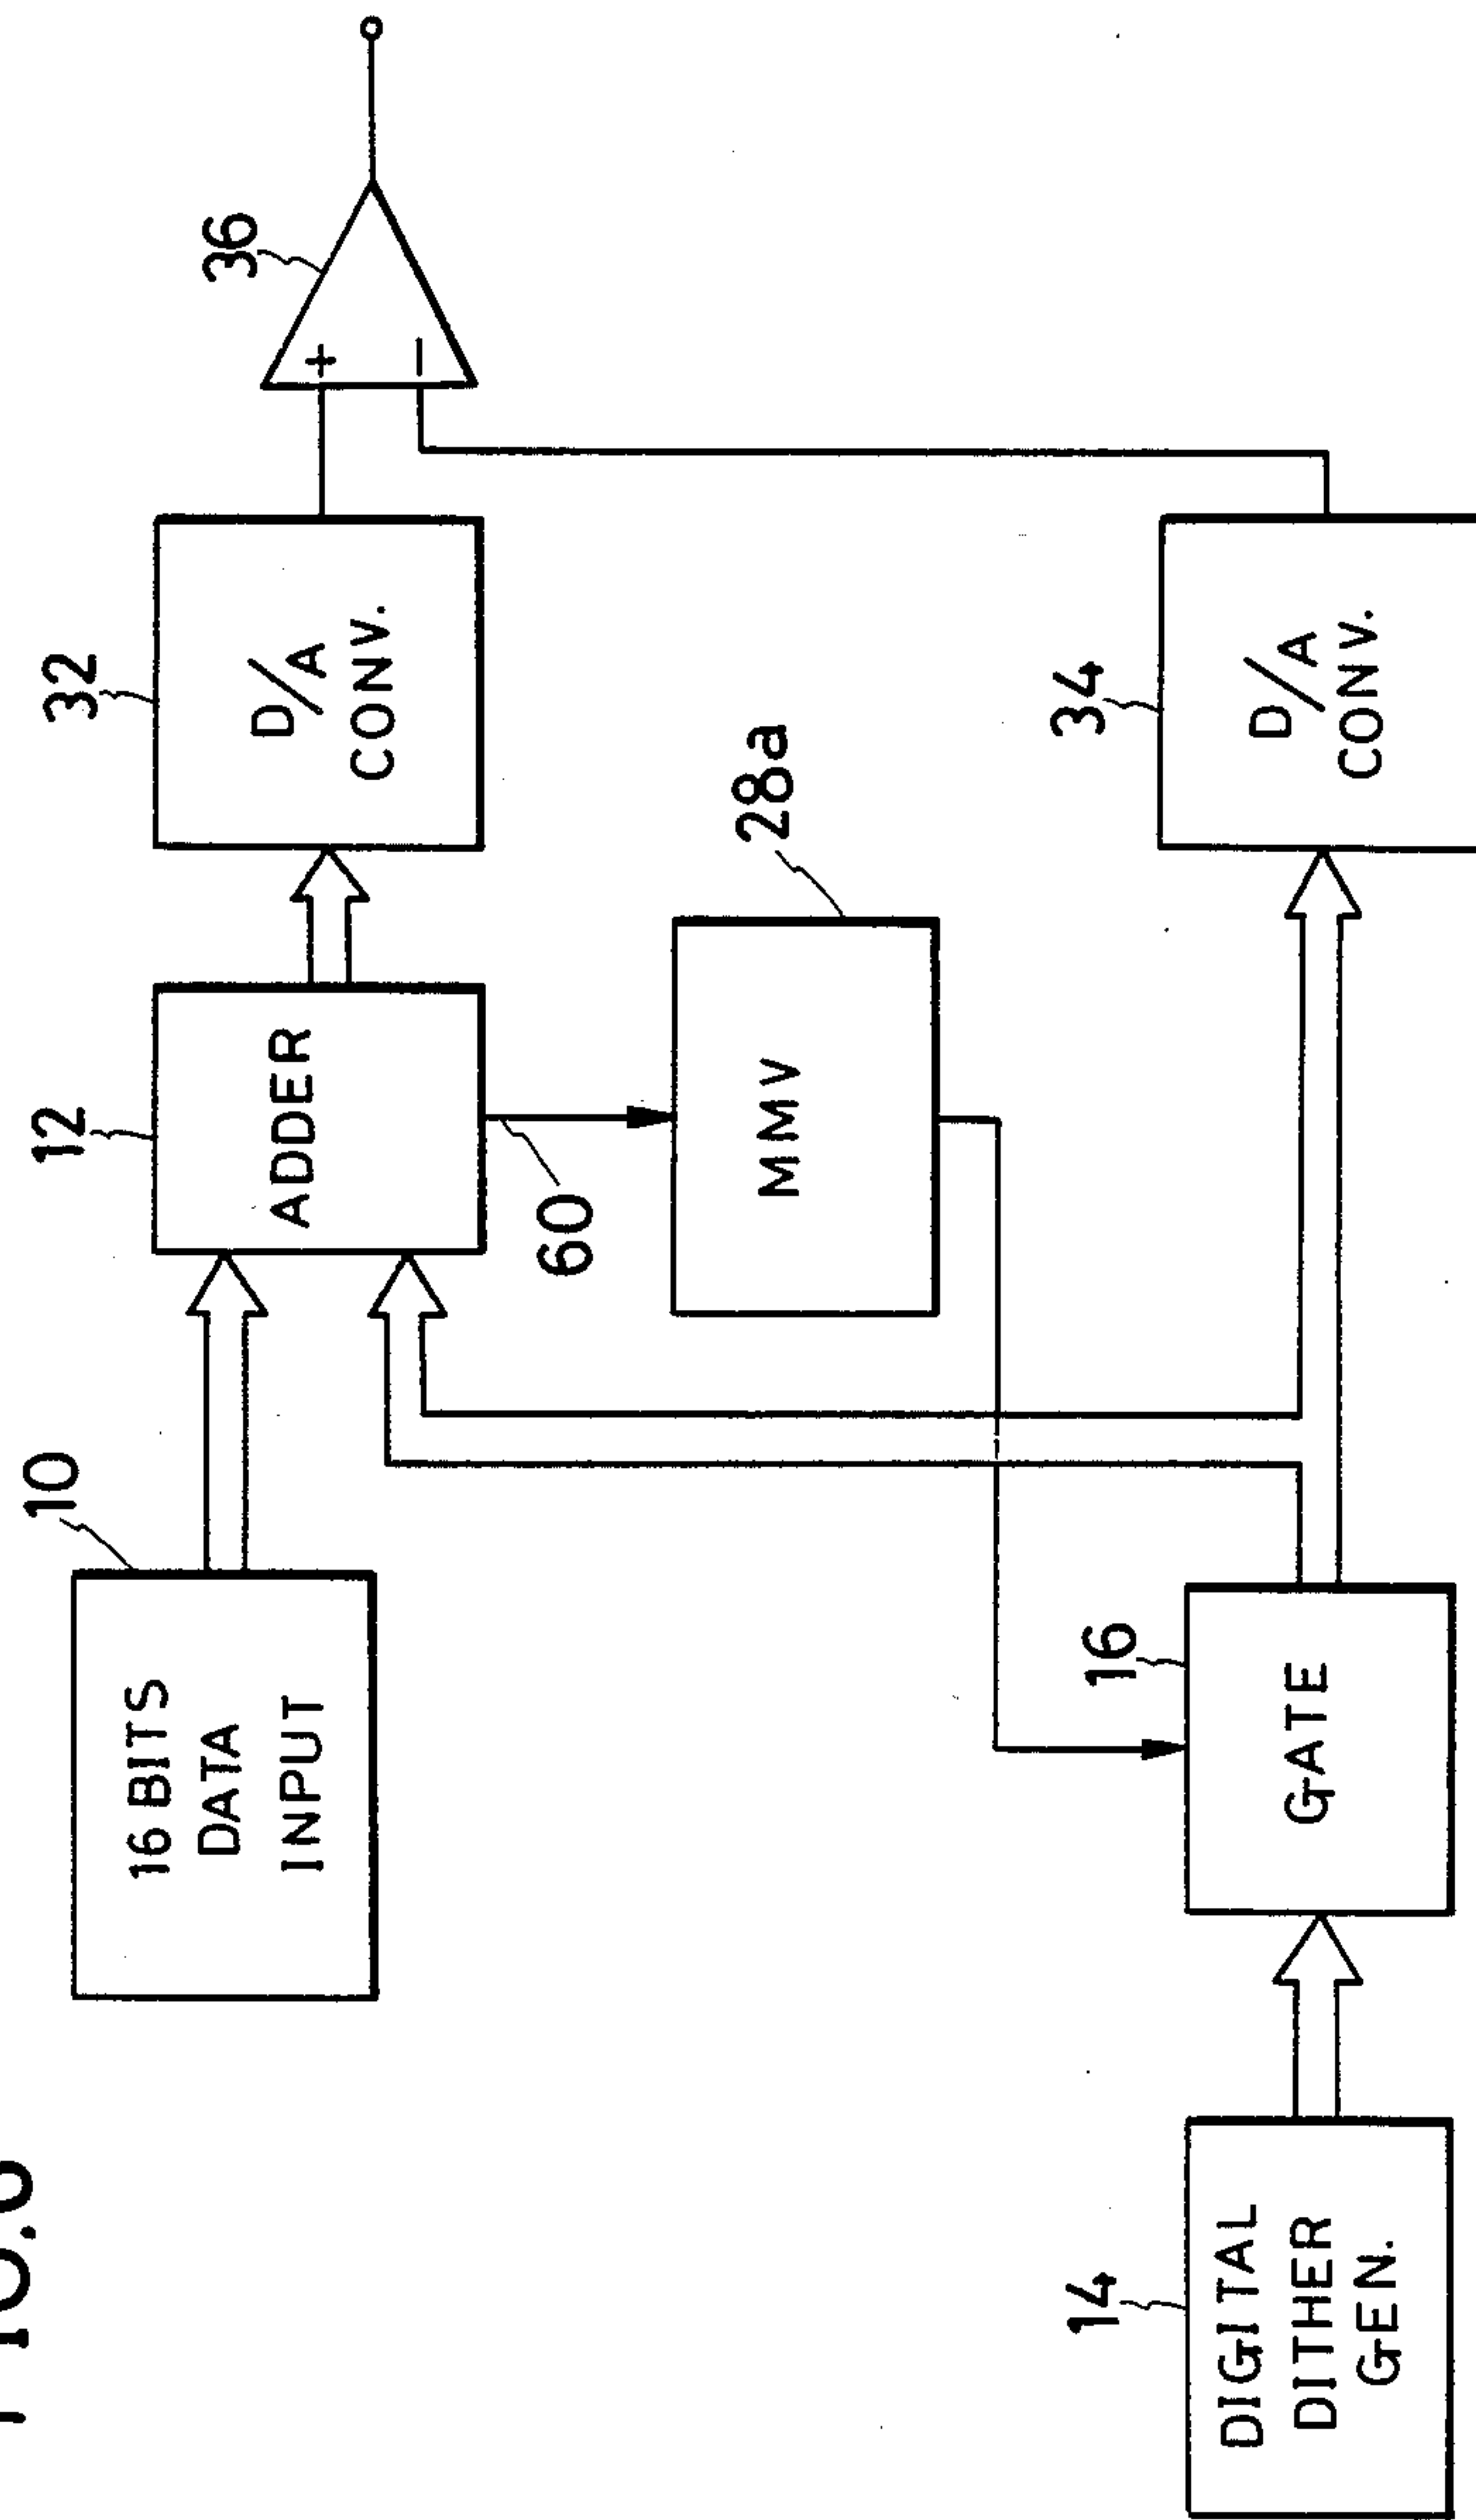 10
16 BITS
DATA
INPUT
12
ADDER
32
D/A
CONV.
36
+
−
60
28a
MMV
14
DIGITAL
DITHER
GEN.
16
GATE
34
D/A
CONV.